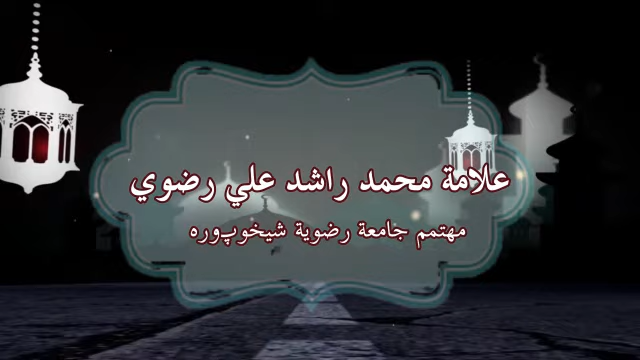 علامة محمد راشد علي رضوي
مهتمم جامعة رضوية شيخوپوره